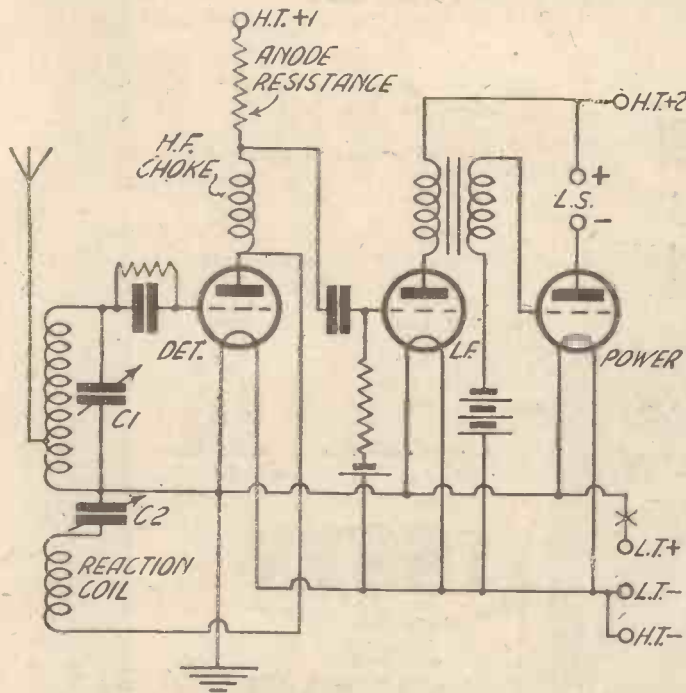 H.T.+1
ANODE
RESISTANCE
H.F.
CHOKE
H.T.+2
+
L.S.
-
DET.
L.F.
POWER
C1
C2
REACTION
COIL
L.T.+
L.T.-
H.T.-